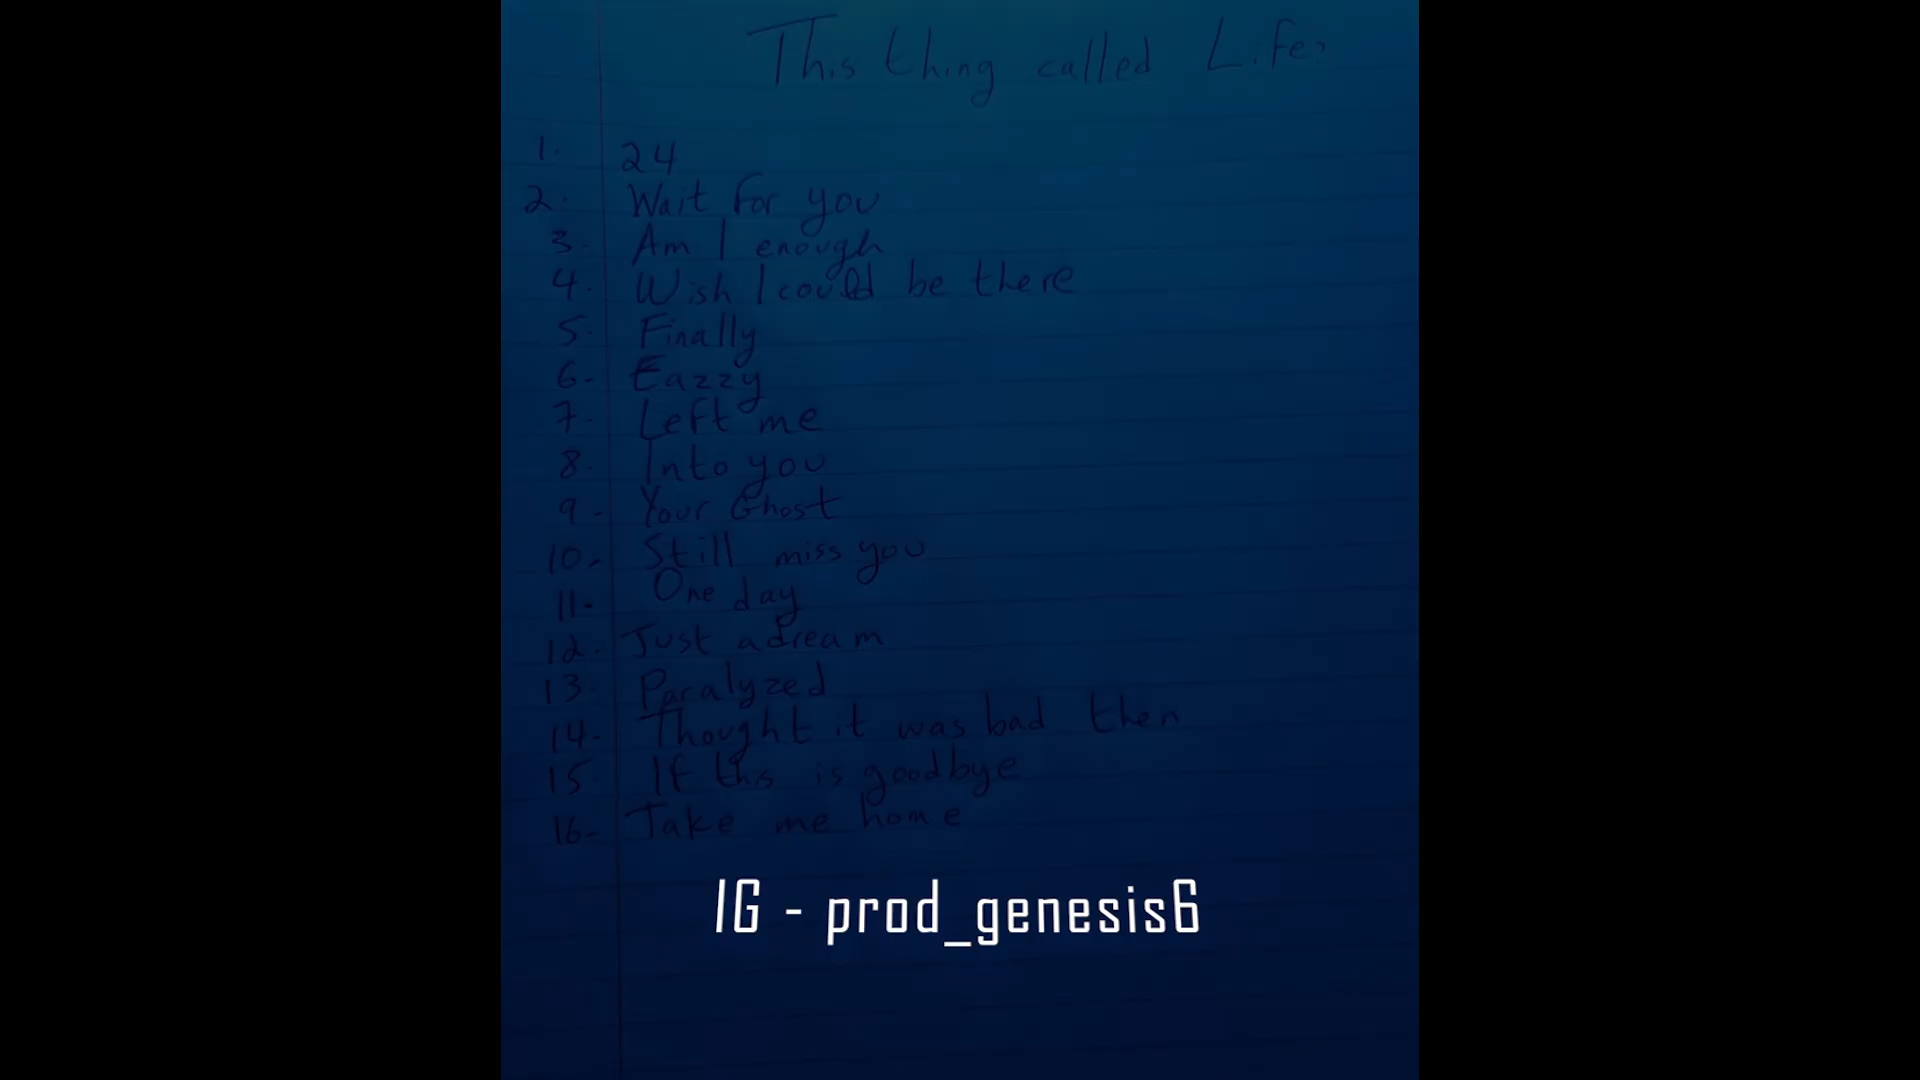 This thing called Life?
1. 24
2. Wait for you
3. Am I enough
4. Wish I could be there
5. Finally
6- Eazzy
7. Left me
8. Into you
9- Your Ghost
10- Still miss you
11- One day
12. Just a dream
13. Paralyzed
14- Thought it was bad then
15. If this is goodbye
16- Take me home
IG - prod_genesis6